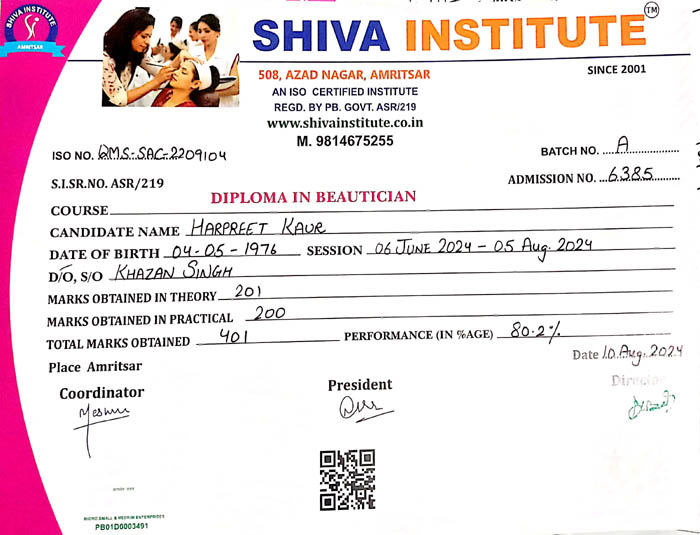 SHIVA INSTITUTE
AMRITSAR
SHIVA INSTITUTE TM
508, AZAD NAGAR, AMRITSAR
SINCE 2001
AN ISO CERTIFIED INSTITUTE
REGD. BY PB. GOVT. ASR/219
www.shivainstitute.co.in
M. 9814675255
ISO NO. QMS-SAC-2209104
BATCH NO. A
S.I.SR.NO. ASR/219
ADMISSION NO. 6385
DIPLOMA IN BEAUTICIAN
COURSE
CANDIDATE NAME HARPREET KAUR
DATE OF BIRTH 04-05-1976 SESSION 06 JUNE 2024 - 05 Aug. 2024
D/O, S/O KHAZAN SINGH
MARKS OBTAINED IN THEORY 201
MARKS OBTAINED IN PRACTICAL 200
TOTAL MARKS OBTAINED 401 PERFORMANCE (IN %AGE) 80.2%
Date 10 Aug. 2024
Place Amritsar
Coordinator
President
Director
MICRO SMALL & MEDIUM ENTERPRISES
PB01D0003491